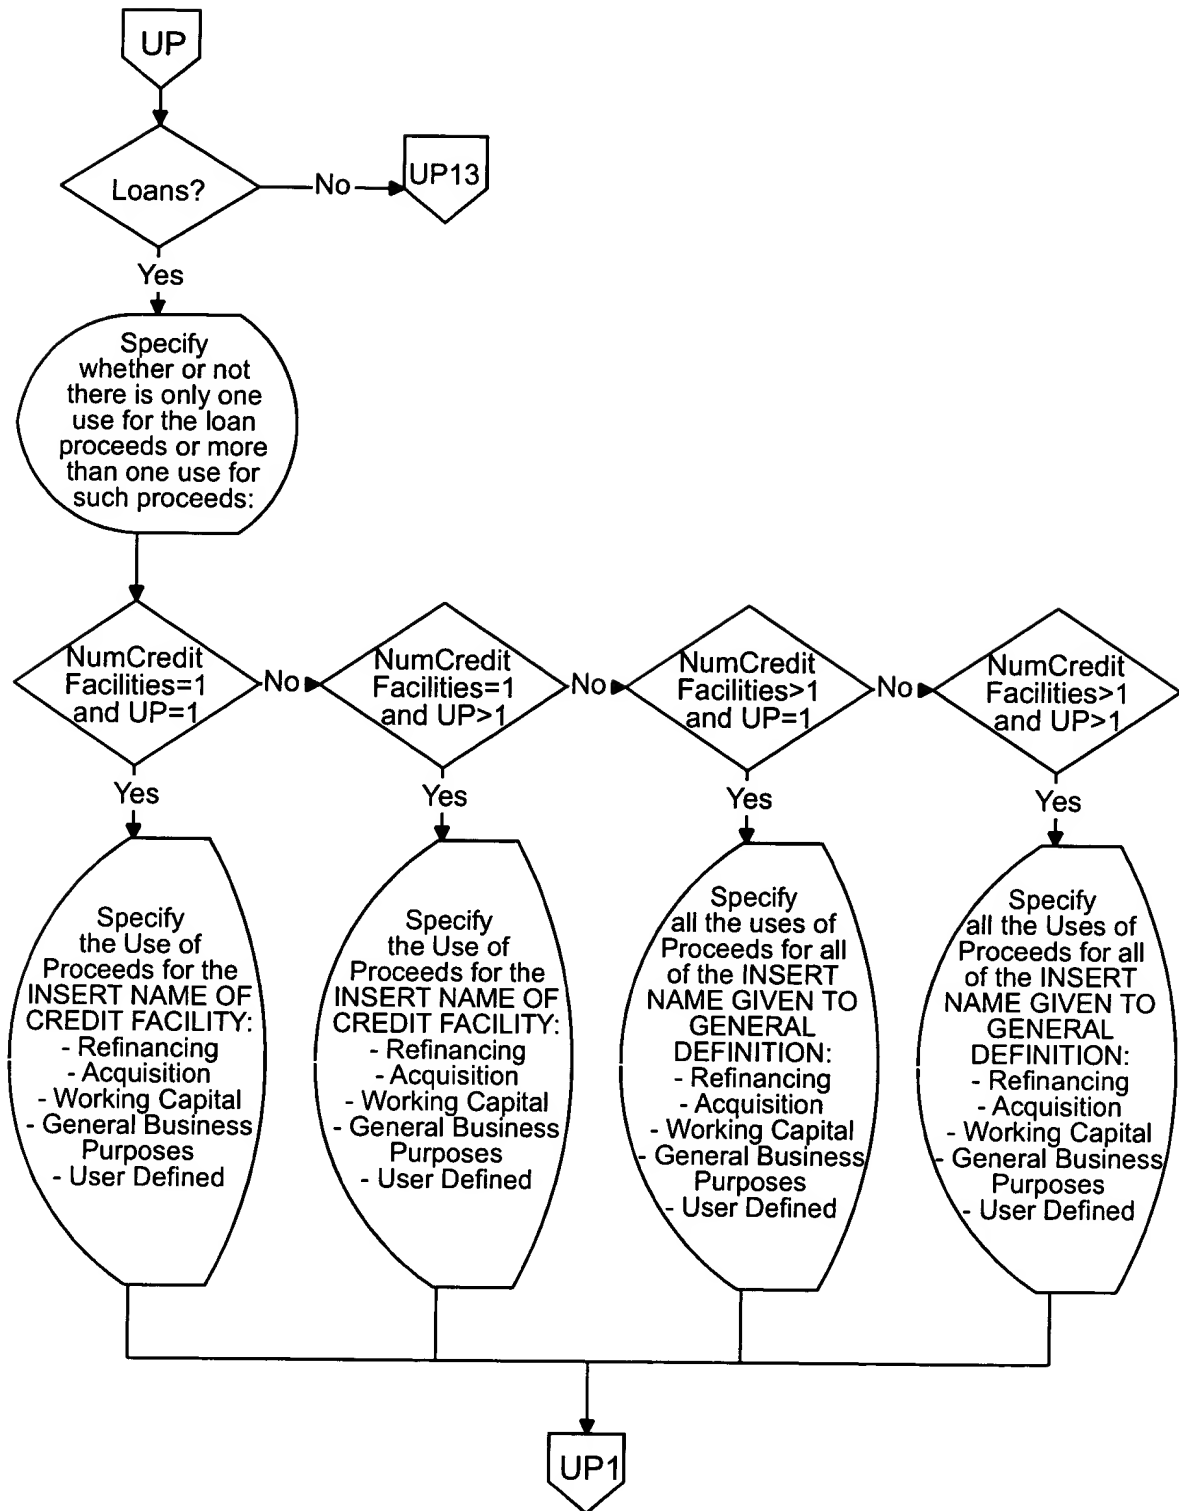 UP
Loans?
No
UP13
Yes
Specify
whether or not
there is only one
use for the loan
proceeds or more
than one use for
such proceeds:
NumCredit
Facilities=1
and UP=1
No
NumCredit
Facilities=1
and UP>1
No
NumCredit
Facilities>1
and UP=1
No
NumCredit
Facilities>1
and UP>1
Yes
Yes
Yes
Yes
Specify
the Use of
Proceeds for the
INSERT NAME OF
CREDIT FACILITY:
- Refinancing
- Acquisition
- Working Capital
- General Business
Purposes
- User Defined
Specify
the Use of
Proceeds for the
INSERT NAME OF
CREDIT FACILITY:
- Refinancing
- Acquisition
- Working Capital
- General Business
Purposes
- User Defined
Specify
all the uses of
Proceeds for all
of the INSERT
NAME GIVEN TO
GENERAL
DEFINITION:
- Refinancing
- Acquisition
- Working Capital
- General Business
Purposes
- User Defined
Specify
all the Uses of
Proceeds for all
of the INSERT
NAME GIVEN TO
GENERAL
DEFINITION:
- Refinancing
- Acquisition
- Working Capital
- General Business
Purposes
- User Defined
UP1